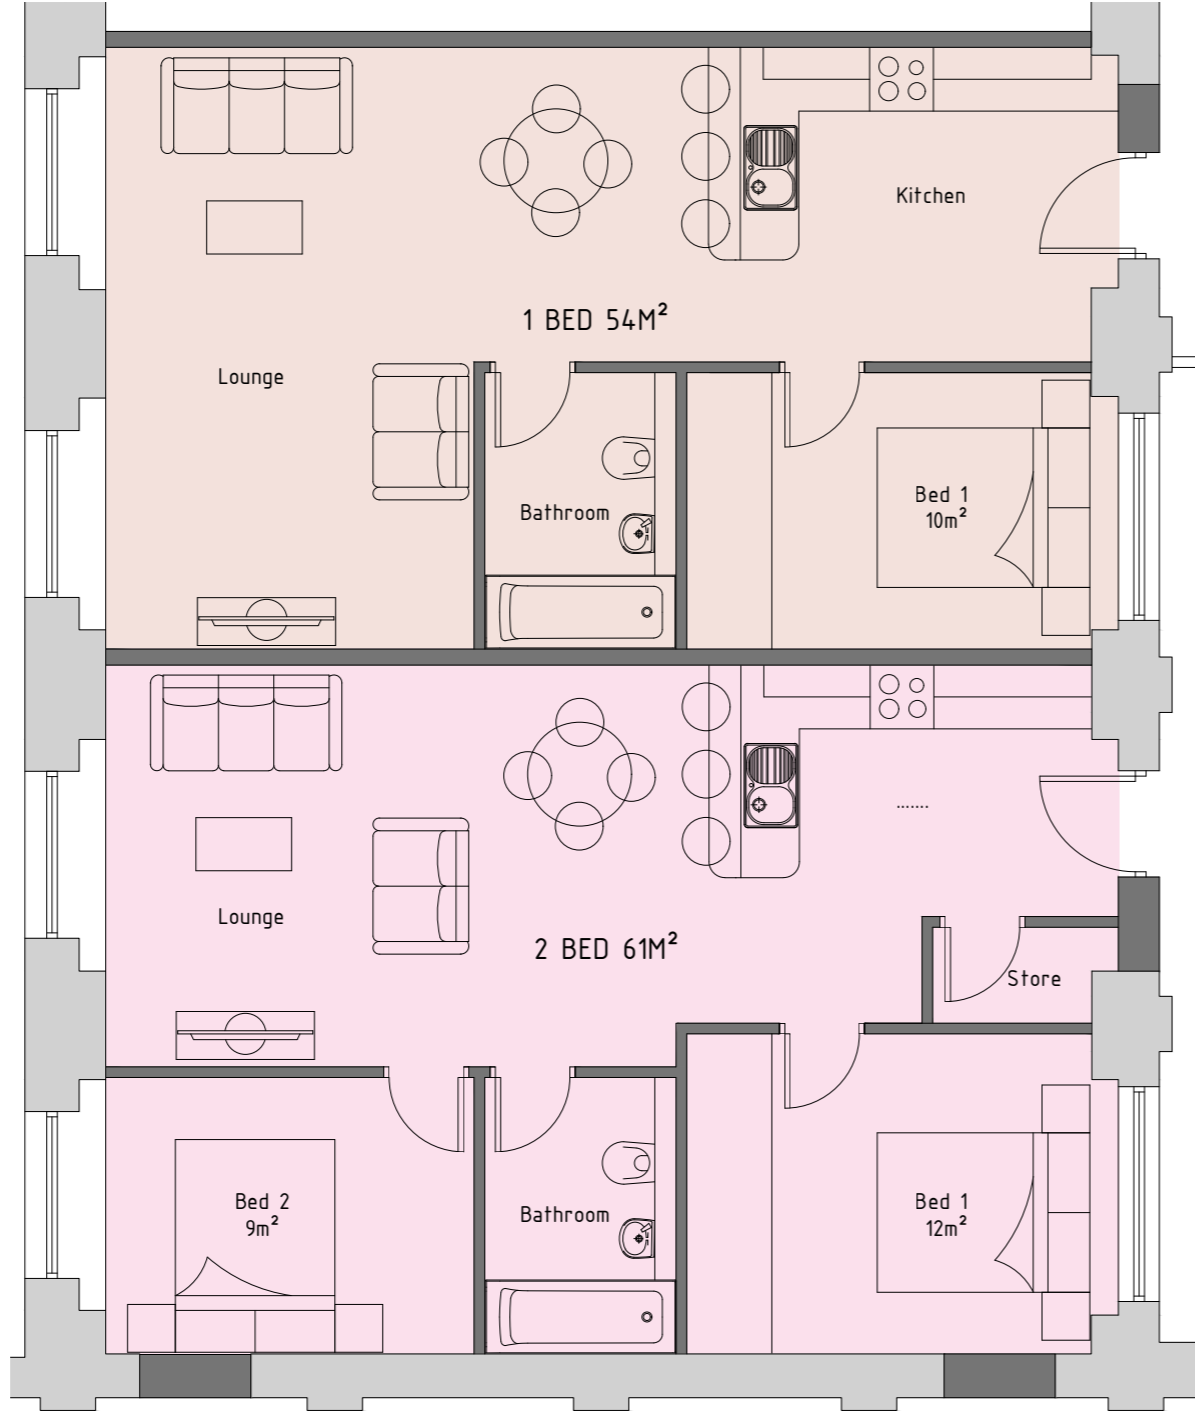 Kitchen
1 BED 54M²
Lounge
Bathroom
Bed 1
10m²
.......
Lounge
2 BED 61M²
Store
Bed 2
9m²
Bathroom
Bed 1
12m²